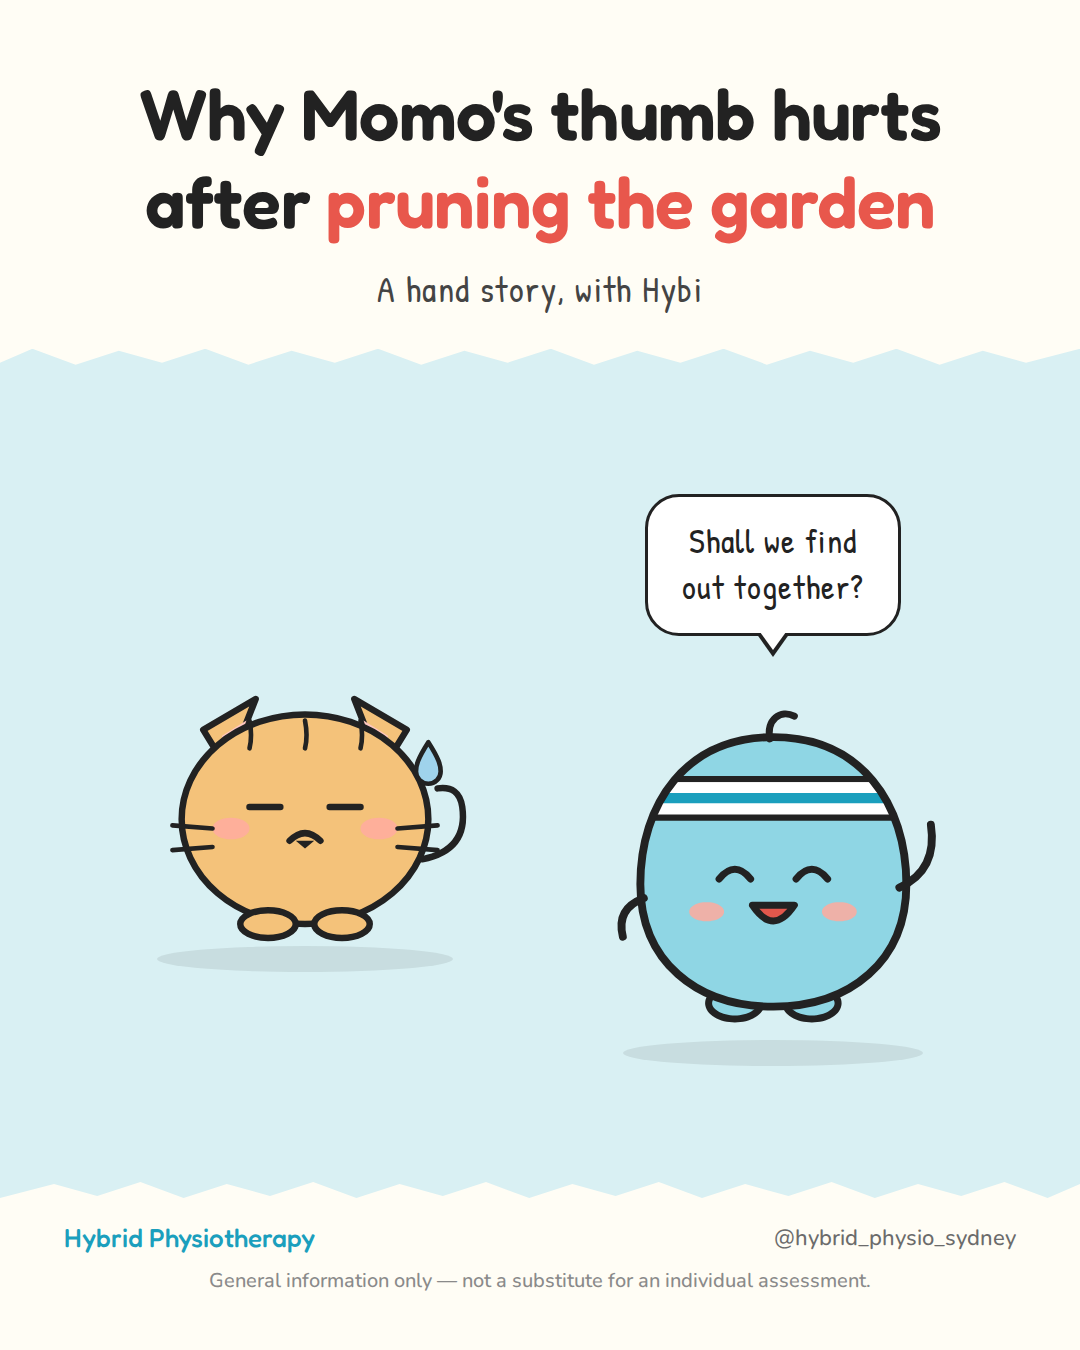 Why Momo's thumb hurts
after pruning the garden
A hand story, with Hybi
Shall we find
out together?
Hybrid Physiotherapy
@hybrid_physio_sydney
General information only — not a substitute for an individual assessment.